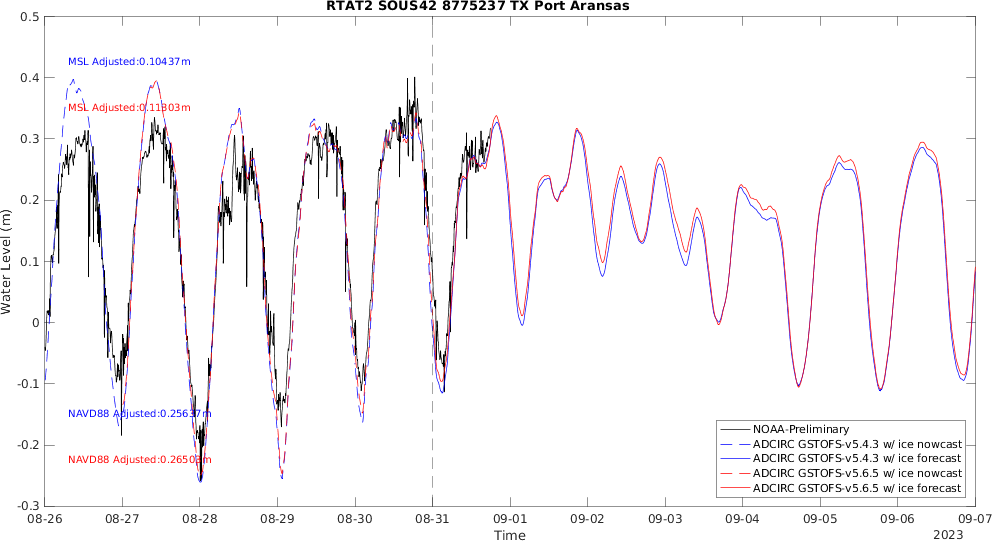 RTAT2 SOUS42 8775237 TX Port Aransas
Water Level (m)
0.5
0.4
0.3
0.2
0.1
0
-0.1
-0.2
-0.3
MSL Adjusted:0.10437m
MSL Adjusted:0.11303m
NAVD88 Adjusted:0.25637m
NAVD88 Adjusted:
NOAA-Preliminary
ADCIRC GSTOFS-v5.4.3 w/ ice nowcast
ADCIRC GSTOFS-v5.4.3 w/ ice forecast
ADCIRC GSTOFS-v5.6.5 w/ ice nowcast
ADCIRC GSTOFS-v5.6.5 w/ ice forecast
08-26 08-27 08-28 08-29 08-30 08-31 09-01 09-02 09-03 09-04 09-05 09-06 09-07
Time
2023